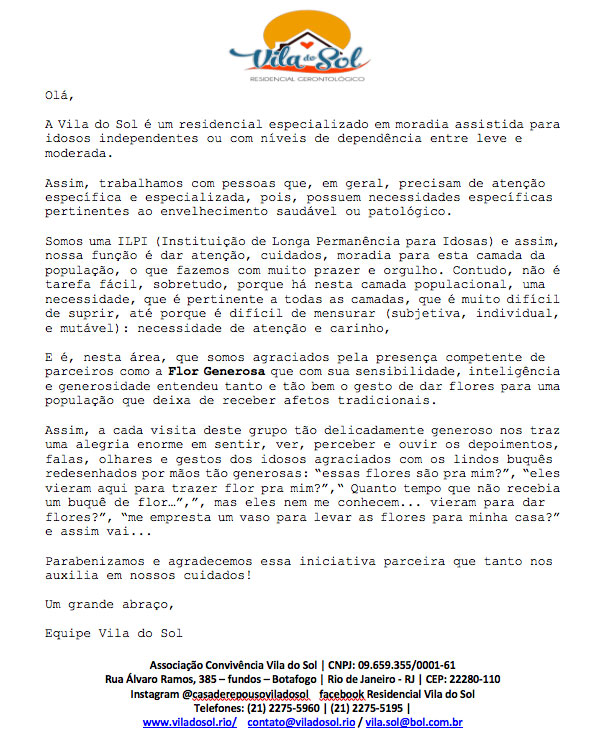 Vila do Sol
RESIDENCIAL GERONTOLÓGICO
Olá,
A Vila do Sol é um residencial especializado em moradia assistida para
idosos independentes ou com níveis de dependência entre leve e
moderada.
Assim, trabalhamos com pessoas que, em geral, precisam de atenção
específica e especializada, pois, possuem necessidades específicas
pertinentes ao envelhecimento saudável ou patológico.
Somos uma ILPI (Instituição de Longa Permanência para Idosas) e assim,
nossa função é dar atenção, cuidados, moradia para esta camada da
população, o que fazemos com muito prazer e orgulho. Contudo, não é
tarefa fácil, sobretudo, porque há nesta camada populacional, uma
necessidade, que é pertinente a todas as camadas, que é muito difícil
de suprir, até porque é difícil de mensurar (subjetiva, individual,
e mutável): necessidade de atenção e carinho,
E é, nesta área, que somos agraciados pela presença competente de
parceiros como a Flor Generosa que com sua sensibilidade, inteligência
e generosidade entendeu tanto e tão bem o gesto de dar flores para uma
população que deixa de receber afetos tradicionais.
Assim, a cada visita deste grupo tão delicadamente generoso nos traz
uma alegria enorme em sentir, ver, perceber e ouvir os depoimentos,
falas, olhares e gestos dos idosos agraciados com os lindos buquês
redesenhados por mãos tão generosas: “essas flores são pra mim?”, “eles
vieram aqui para trazer flor pra mim?”,“ Quanto tempo que não recebia
um buquê de flor…”,”, mas eles nem me conhecem... vieram para dar
flores?”, “me empresta um vaso para levar as flores para minha casa?”
e assim vai...
Parabenizamos e agradecemos essa iniciativa parceira que tanto nos
auxilia em nossos cuidados!
Um grande abraço,
Equipe Vila do Sol
Associação Convivência Vila do Sol | CNPJ: 09.659.355/0001-61
Rua Álvaro Ramos, 385 – fundos – Botafogo | Rio de Janeiro - RJ | CEP: 22280-110
Instagram @casaderepousoviladosol facebook Residencial Vila do Sol
Telefones: (21) 2275-5960 | (21) 2275-5195 |
www.viladosol.rio/ contato@viladosol.rio / vila.sol@bol.com.br